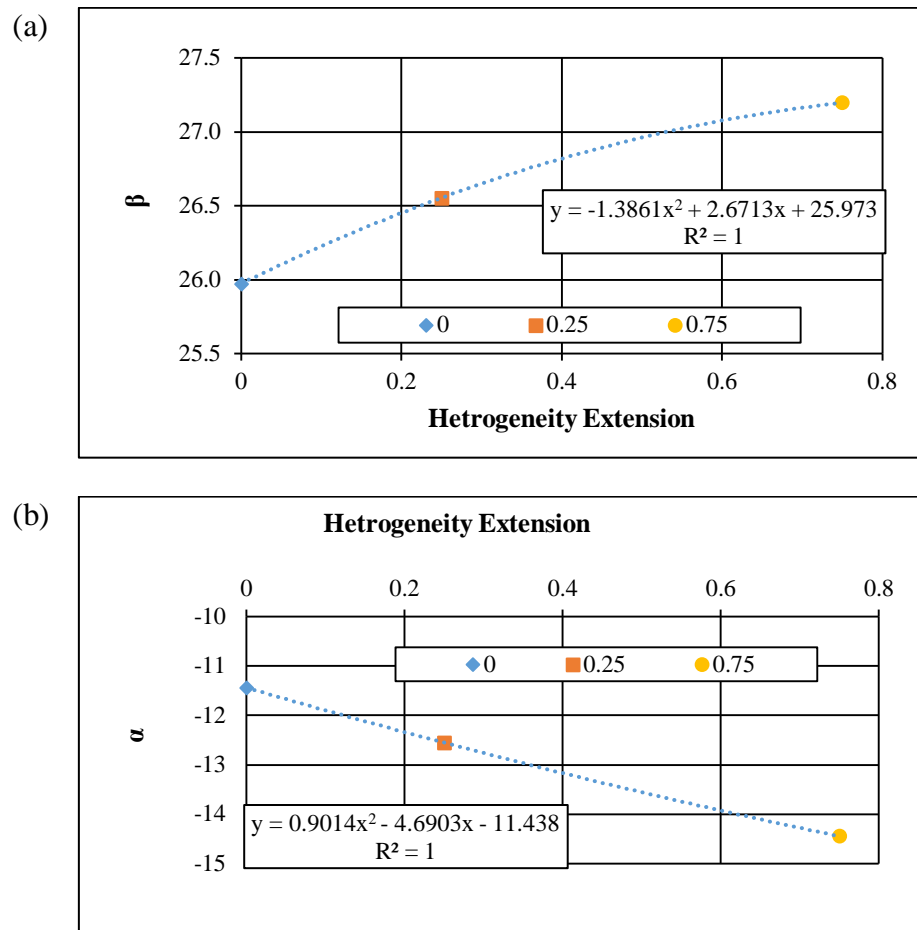 (a)
27.5
27.0
26.5
26.0
25.5
β
y = -1.3861x² + 2.6713x + 25.973
R² = 1
0 0.25 0.75
0 0.2 0.4 0.6 0.8
Hetrogeneity Extension
(b)
Hetrogeneity Extension
0 0.2 0.4 0.6 0.8
-10
-11
-12
-13
-14
-15
α
0 0.25 0.75
y = 0.9014x² - 4.6903x - 11.438
R² = 1